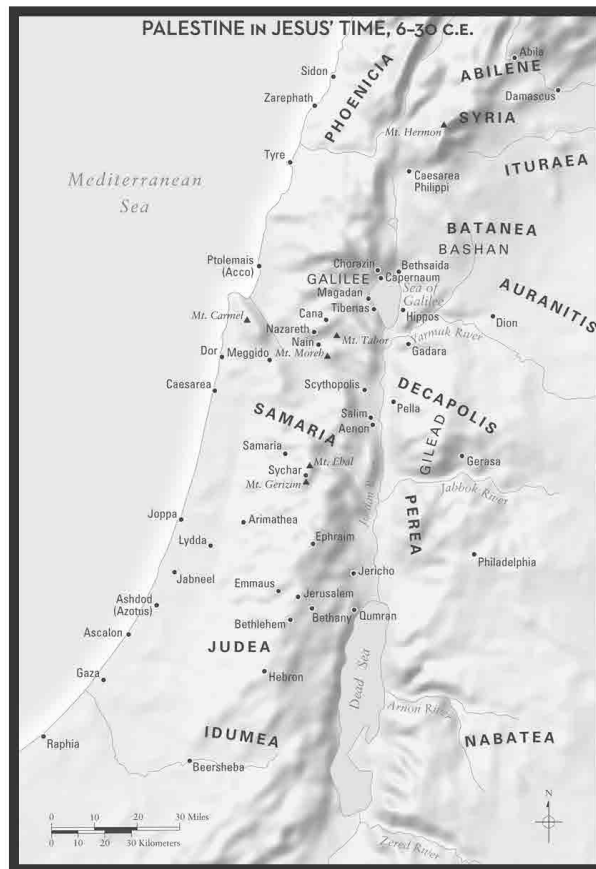 PALESTINE IN JESUS' TIME, 6–30 C.E.
Abila
ABILENE
Sidon
Damascus
Zarephath
PHOENICIA
SYRIA
Mt. Hermon
Tyre
ITURAEA
Caesarea
Philippi
Mediterranean
Sea
BATANEA
BASHAN
Ptolemais
(Acco)
Chorazin
Bethsaida
GALILEE
Capernaum
Magadan
Sea of
Galilee
AURANITIS
Tiberias
Hippos
Mt. Carmel
Cana
Dion
Nazareth
Mt. Tabor
Yarmuk River
Nain
Gadara
Dor
Meggido
Mt. Moreh
Caesarea
Scythopolis
DECAPOLIS
Pella
SAMARIA
Salim
Aenon
GILEAD
Samaria
Mt. Ebal
Gerasa
Sychar
Mt. Gerizim
Jabbok River
Jordan R.
PEREA
Joppa
Arimathea
Lydda
Ephraim
Philadelphia
Jabneel
Jericho
Emmaus
Ashdod
(Azotus)
Jerusalem
Bethany
Qumran
Bethlehem
Ascalon
JUDEA
Dead Sea
Gaza
Hebron
Arnon River
IDUMEA
NABATEA
Raphia
Beersheba
N
0 10 20 30 Miles
0 10 20 30 Kilometers
Zered River